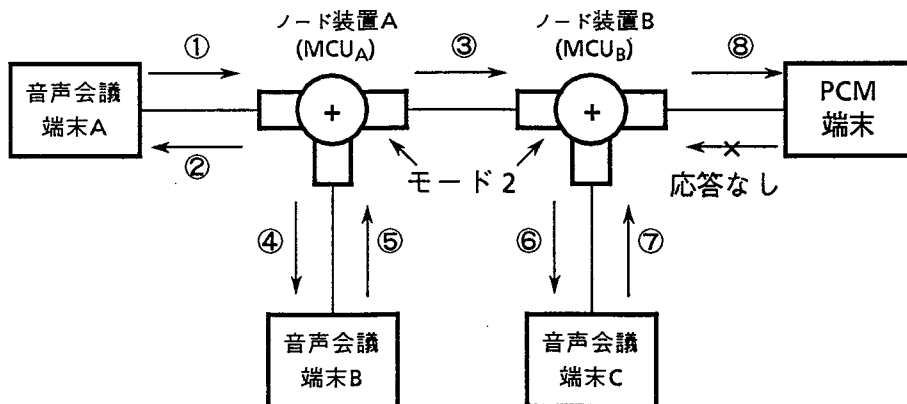 ノード装置A
(MCUA)
ノード装置B
(MCUB)
①
③
⑧
音声会議
端末A
+
+
PCM
端末
②
モード2
×
応答なし
④
⑤
⑥
⑦
音声会議
端末B
音声会議
端末C